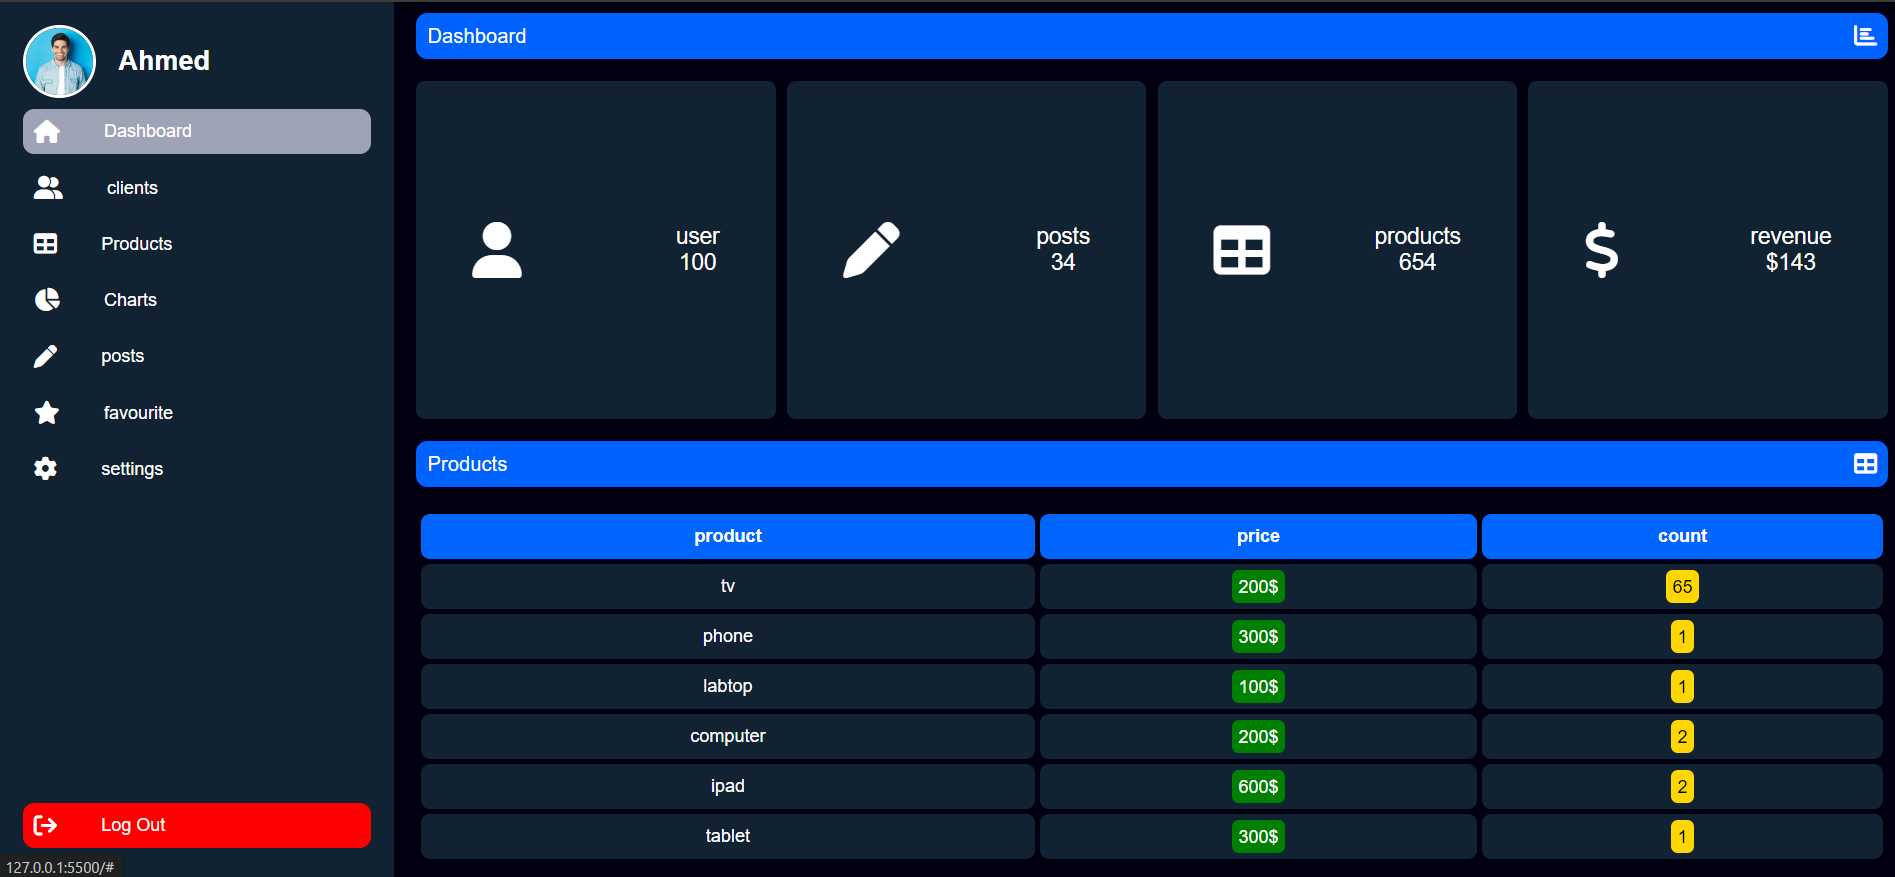 Ahmed
Dashboard
clients
Products
Charts
posts
favourite
settings
Log Out
127.0.0.1:5500/#
Dashboard
user
100
posts
34
products
654
revenue
$143
Products
product price count
tv 200$ 65
phone 300$ 1
labtop 100$ 1
computer 200$ 2
ipad 600$ 2
tablet 300$ 1